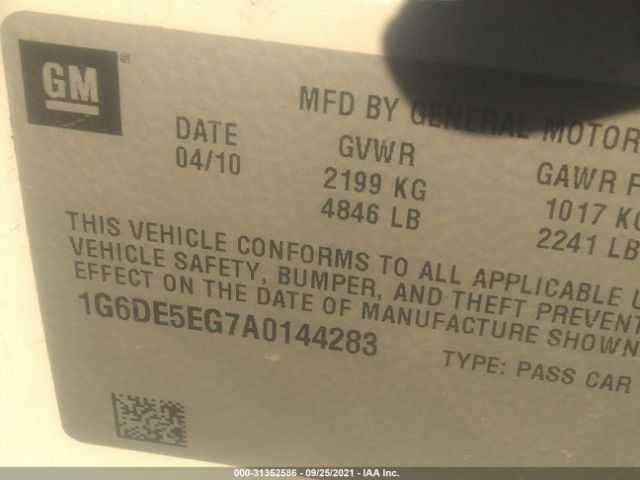 GM®
MFD BY GENERAL MOTOR
DATE
04/10
GVWR
2199 KG
4846 LB
GAWR F
1017 KG
2241 LB
THIS VEHICLE CONFORMS TO ALL APPLICABLE
VEHICLE SAFETY, BUMPER, AND THEFT PREVENT
EFFECT ON THE DATE OF MANUFACTURE SHOWN
1G6DE5EG7A0144283
TYPE: PASS CAR
000-31352586 - 09/25/2021 - IAA Inc.